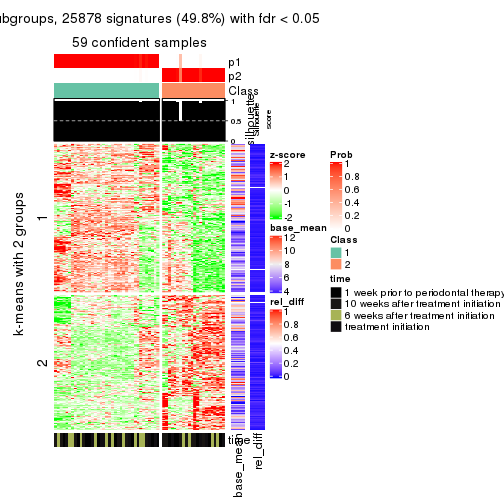 ubgroups, 25878 signatures (49.8%) with fdr < 0.05
59 confident samples
p1
p2
Class
1
0.5
0
silhouette
Silhouette
score
k-means with 2 groups
1
2
time
base_mean
rel_diff
z-score
2
1
0
-1
-2
base_mean
12
10
8
6
4
rel_diff
1
0.8
0.6
0.4
0.2
0
Prob
1
0.8
0.6
0.4
0.2
0
Class
1
2
time
1 week prior to periodontal therapy
10 weeks after treatment initiation
6 weeks after treatment initiation
treatment initiation